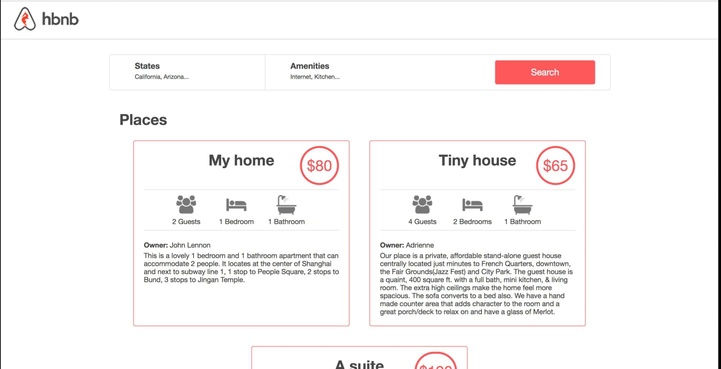 hbnb
States
California, Arizona...
Amenities
Internet, Kitchen...
Search
Places
My home
$80
2 Guests
1 Bedroom
1 Bathroom
Owner: John Lennon
This is a lovely 1 bedroom and 1 bathroom apartment that can
accommodate 2 people. It locates at the center of Shanghai
and next to subway line 1, 1 stop to People Square, 2 stops to
Bund, 3 stops to Jingan Temple.
Tiny house
$65
4 Guests
2 Bedrooms
1 Bathroom
Owner: Adrienne
Our place is a private, affordable stand-alone guest house
centrally located just minutes to French Quarters, downtown,
the Fair Grounds(Jazz Fest) and City Park. The guest house is
a quaint, 400 square ft. with a full bath, mini kitchen, & living
room. The extra high ceilings make the home feel more
spacious. The sofa converts to a bed also. We have a hand
made counter area that adds character to the room and a
great porch/deck to relax on and have a glass of Merlot.
A suite